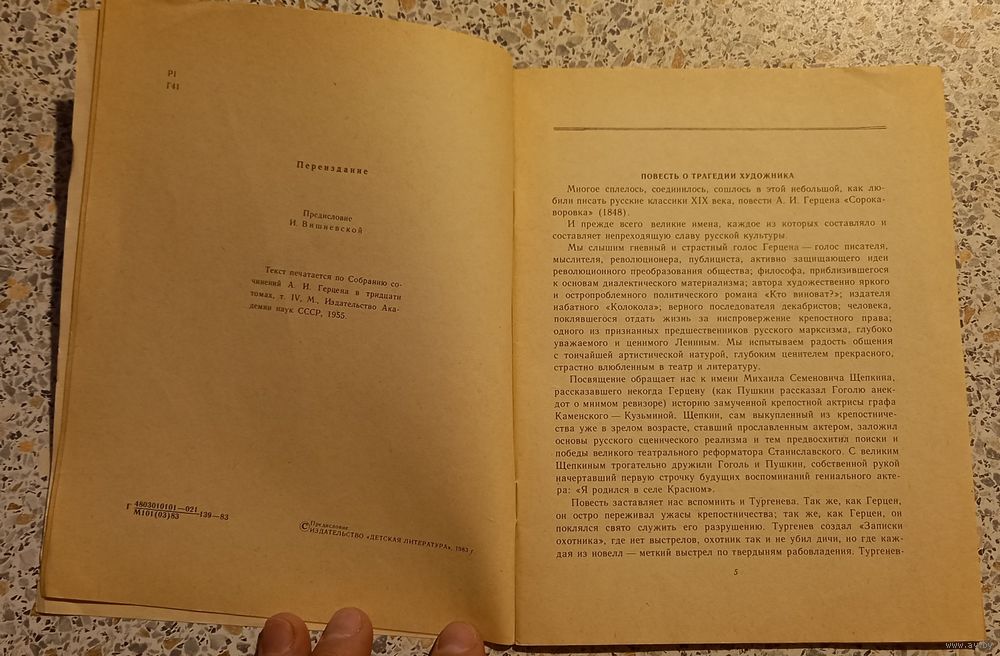 Р1
Г41
Переиздание
Предисловие
И. Вишневской
Текст печатается по Собранию со-
чинений А. И. Герцена в тридцати
томах, т. IV, М., Издательство Ака-
демии наук СССР, 1955.
Г 4803010101—021
М101(03)83 139—83
© Предисловие
ИЗДАТЕЛЬСТВО «ДЕТСКАЯ ЛИТЕРАТУРА», 1983 г.
ПОВЕСТЬ О ТРАГЕДИИ ХУДОЖНИКА
Многое сплелось, соединилось, сошлось в этой небольшой, как лю-
били писать русские классики XIX века, повести А. И. Герцена «Сорока-
воровка» (1848).
И прежде всего великие имена, каждое из которых составляло и
составляет непреходящую славу русской культуры.
Мы слышим гневный и страстный голос Герцена — голос писателя,
мыслителя, революционера, публициста, активно защищающего идеи
революционного преобразования общества; философа, приблизившегося
к основам диалектического материализма; автора художественно яркого
и остропроблемного политического романа «Кто виноват?»; издателя
набатного «Колокола»; верного последователя декабристов; человека,
поклявшегося отдать жизнь за ниспровержение крепостного права;
одного из признанных предшественников русского марксизма, глубоко
уважаемого и ценимого Лениным. Мы испытываем радость общения
с тончайшей артистической натурой, глубоким ценителем прекрасного,
страстно влюбленным в театр и литературу.
Посвящение обращает нас к имени Михаила Семеновича Щепкина,
рассказавшего некогда Герцену (как Пушкин рассказал Гоголю анек-
дот о мнимом ревизоре) историю замученной крепостной актрисы графа
Каменского — Кузьминой. Щепкин, сам выкупленный из крепостниче-
ства уже в зрелом возрасте, ставший прославленным актером, заложил
основы русского сценического реализма и тем предвосхитил поиски и
победы великого театрального реформатора Станиславского. С великим
Щепкиным трогательно дружили Гоголь и Пушкин, собственной рукой
начертавший первую строчку будущих воспоминаний гениального акте-
ра: «Я родился в селе Красном».
Повесть заставляет нас вспомнить и Тургенева. Так же, как Герцен,
он остро переживал ужасы крепостничества; так же, как Герцен, он
поклялся свято служить его разрушению. Тургенев создал «Записки
охотника», где нет выстрелов, охотник так и не убил дичи, но где каж-
дая из новелл — меткий выстрел по твердыням рабовладения. Тургенев-
5
www.ay.by